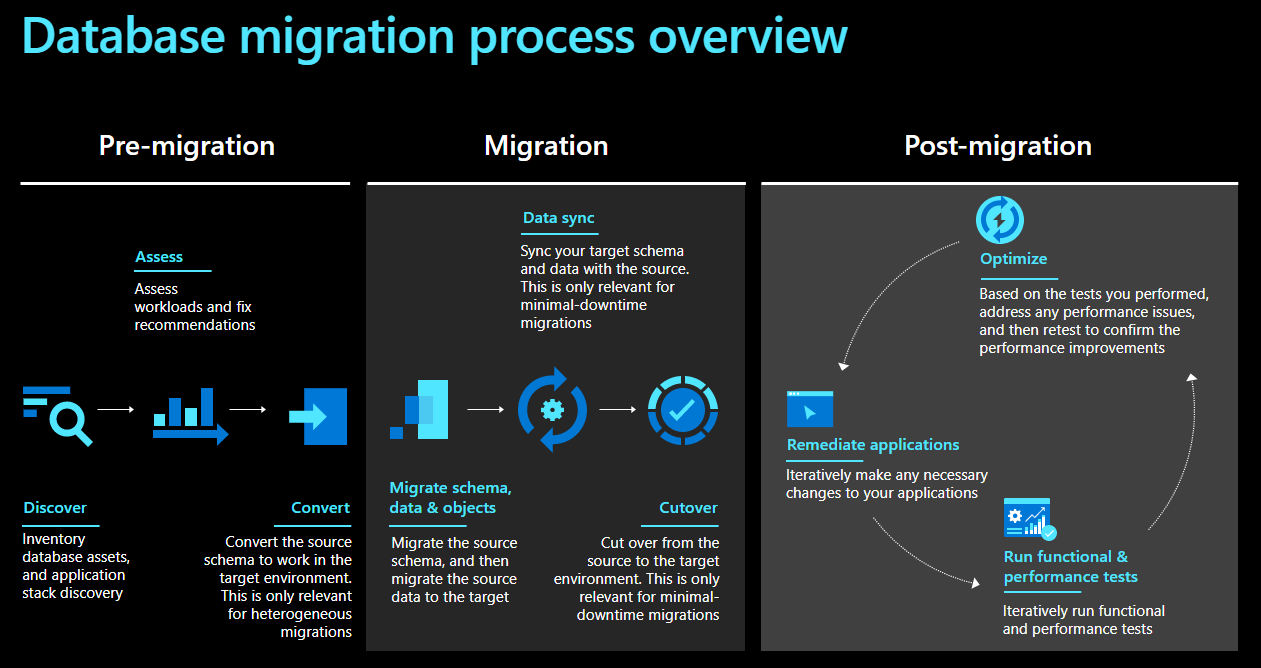 Database migration process overview
Pre-migration
Assess
Assess
workloads and fix
recommendations
Discover
Inventory
database assets,
and application
stack discovery
Convert
Convert the source
schema to work in the
target environment.
This is only relevant
for heterogeneous
migrations
Migration
Data sync
Sync your target schema
and data with the source.
This is only relevant for
minimal-downtime
migrations
Migrate schema,
data & objects
Migrate the source
schema, and then
migrate the source
data to the target
Cutover
Cut over from the
source to the target
environment. This is only
relevant for minimal-
downtime migrations
Post-migration
Optimize
Based on the tests you performed,
address any performance issues,
and then retest to confirm the
performance improvements
Remediate applications
Iteratively make any necessary
changes to your applications
Run functional &
performance tests
Iteratively run functional
and performance tests